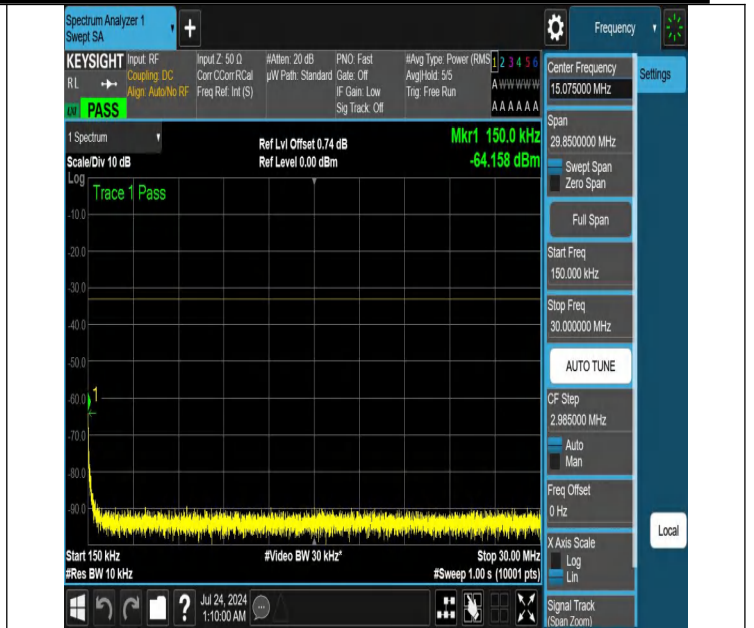 Spectrum Analyzer 1
Swept SA
Frequency
KEYSIGHT
RL
PASS
Input: RF
Coupling: DC
Align: Auto/No RF
Input Z: 50 Ω
Corr CCorr RCal
Freq Ref: Int (S)
#Atten: 20 dB
µW Path: Standard
PNO: Fast
Gate: Off
IF Gain: Low
Sig Track: Off
#Avg Type: Power (RMS
Avg|Hold: 5/5
Trig: Free Run
1 2 3 4 5 6
A W W W W W
A A A A A A
1 Spectrum
Scale/Div 10 dB
Ref Lvl Offset 0.74 dB
Ref Level 0.00 dBm
Mkr1 150.0 kHz
-64.158 dBm
Log
Trace 1 Pass
-10.0
-20.0
-30.0
-40.0
-50.0
-60.0
1
-70.0
-80.0
-90.0
Start 150 kHz
#Video BW 30 kHz*
Stop 30.00 MHz
#Res BW 10 kHz
#Sweep 1.00 s (10001 pts)
?
Jul 24, 2024
1:10:00 AM
Center Frequency
15.075000 MHz
Settings
Span
29.8500000 MHz
Swept Span
Zero Span
Full Span
Start Freq
150.000 kHz
Stop Freq
30.000000 MHz
AUTO TUNE
CF Step
2.985000 MHz
Auto
Man
Freq Offset
0 Hz
X Axis Scale
Log
Lin
Local
Signal Track
(Span Zoom)